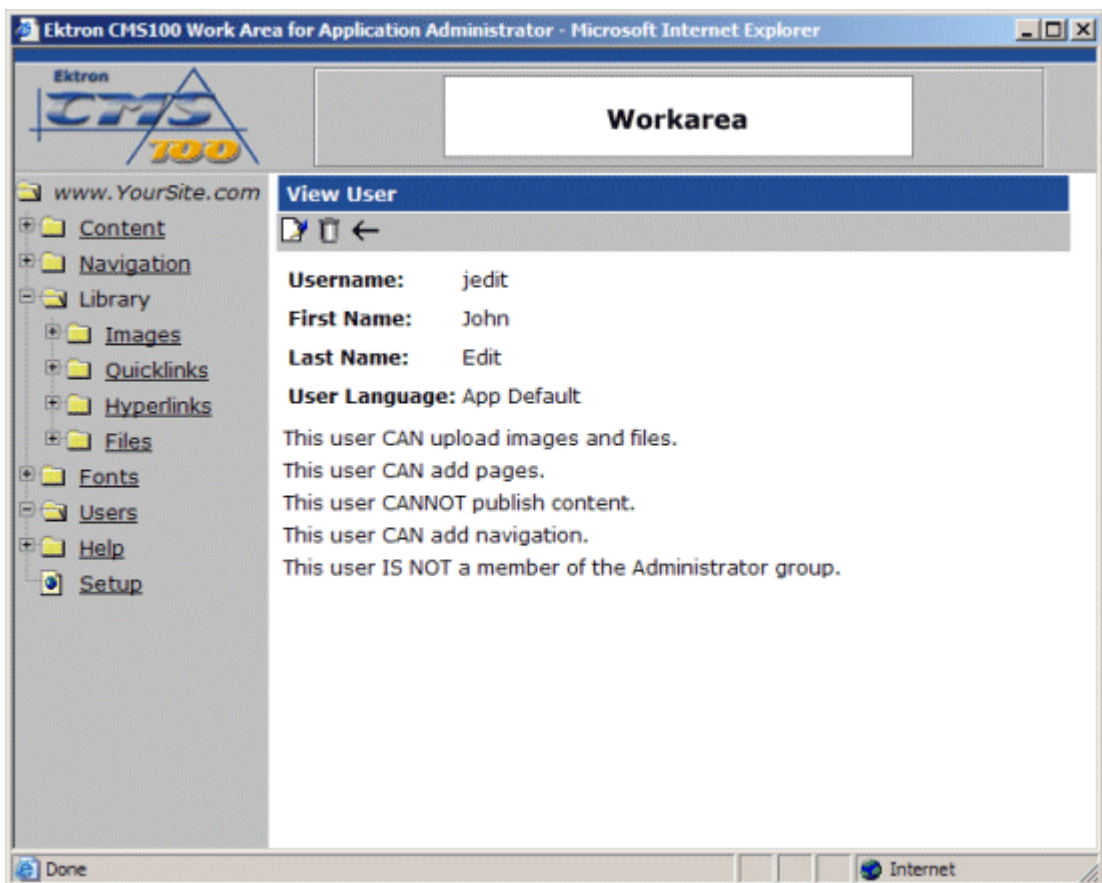 Ektron CMS100 Work Area for Application Administrator - Microsoft Internet Explorer
Ektron
CMS
100
Workarea
www.YourSite.com
Content
Navigation
Library
Images
Quicklinks
Hyperlinks
Files
Fonts
Users
Help
Setup
View User
Username: jedit
First Name: John
Last Name: Edit
User Language: App Default
This user CAN upload images and files.
This user CAN add pages.
This user CANNOT publish content.
This user CAN add navigation.
This user IS NOT a member of the Administrator group.
Done
Internet